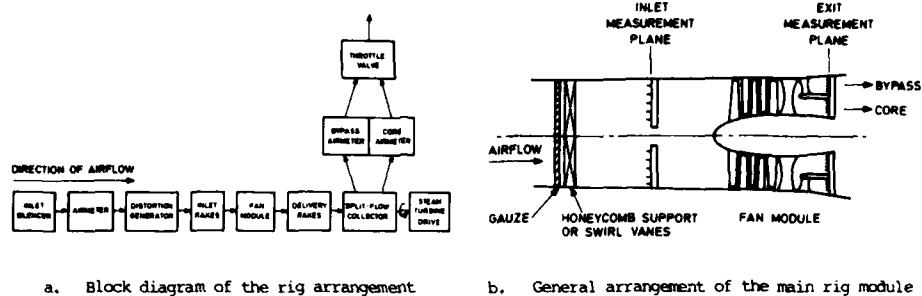 THROTTLE
VALVE
BYPASS
AIRMETER
CORE
AIRMETER
DIRECTION OF AIRFLOW
INLET
SILENCER
AIRMETER
DISTORTION
GENERATOR
INLET
RAKES
FAN
MODULE
DELIVERY
RAKES
SPLIT-FLOW
COLLECTOR
STEAM
TURBINE
DRIVE
a. Block diagram of the rig arrangement
INLET
MEASUREMENT
PLANE
EXIT
MEASUREMENT
PLANE
BYPASS
CORE
AIRFLOW
GAUZE
HONEYCOMB SUPPORT
OR SWIRL VANES
FAN MODULE
b. General arrangement of the main rig module